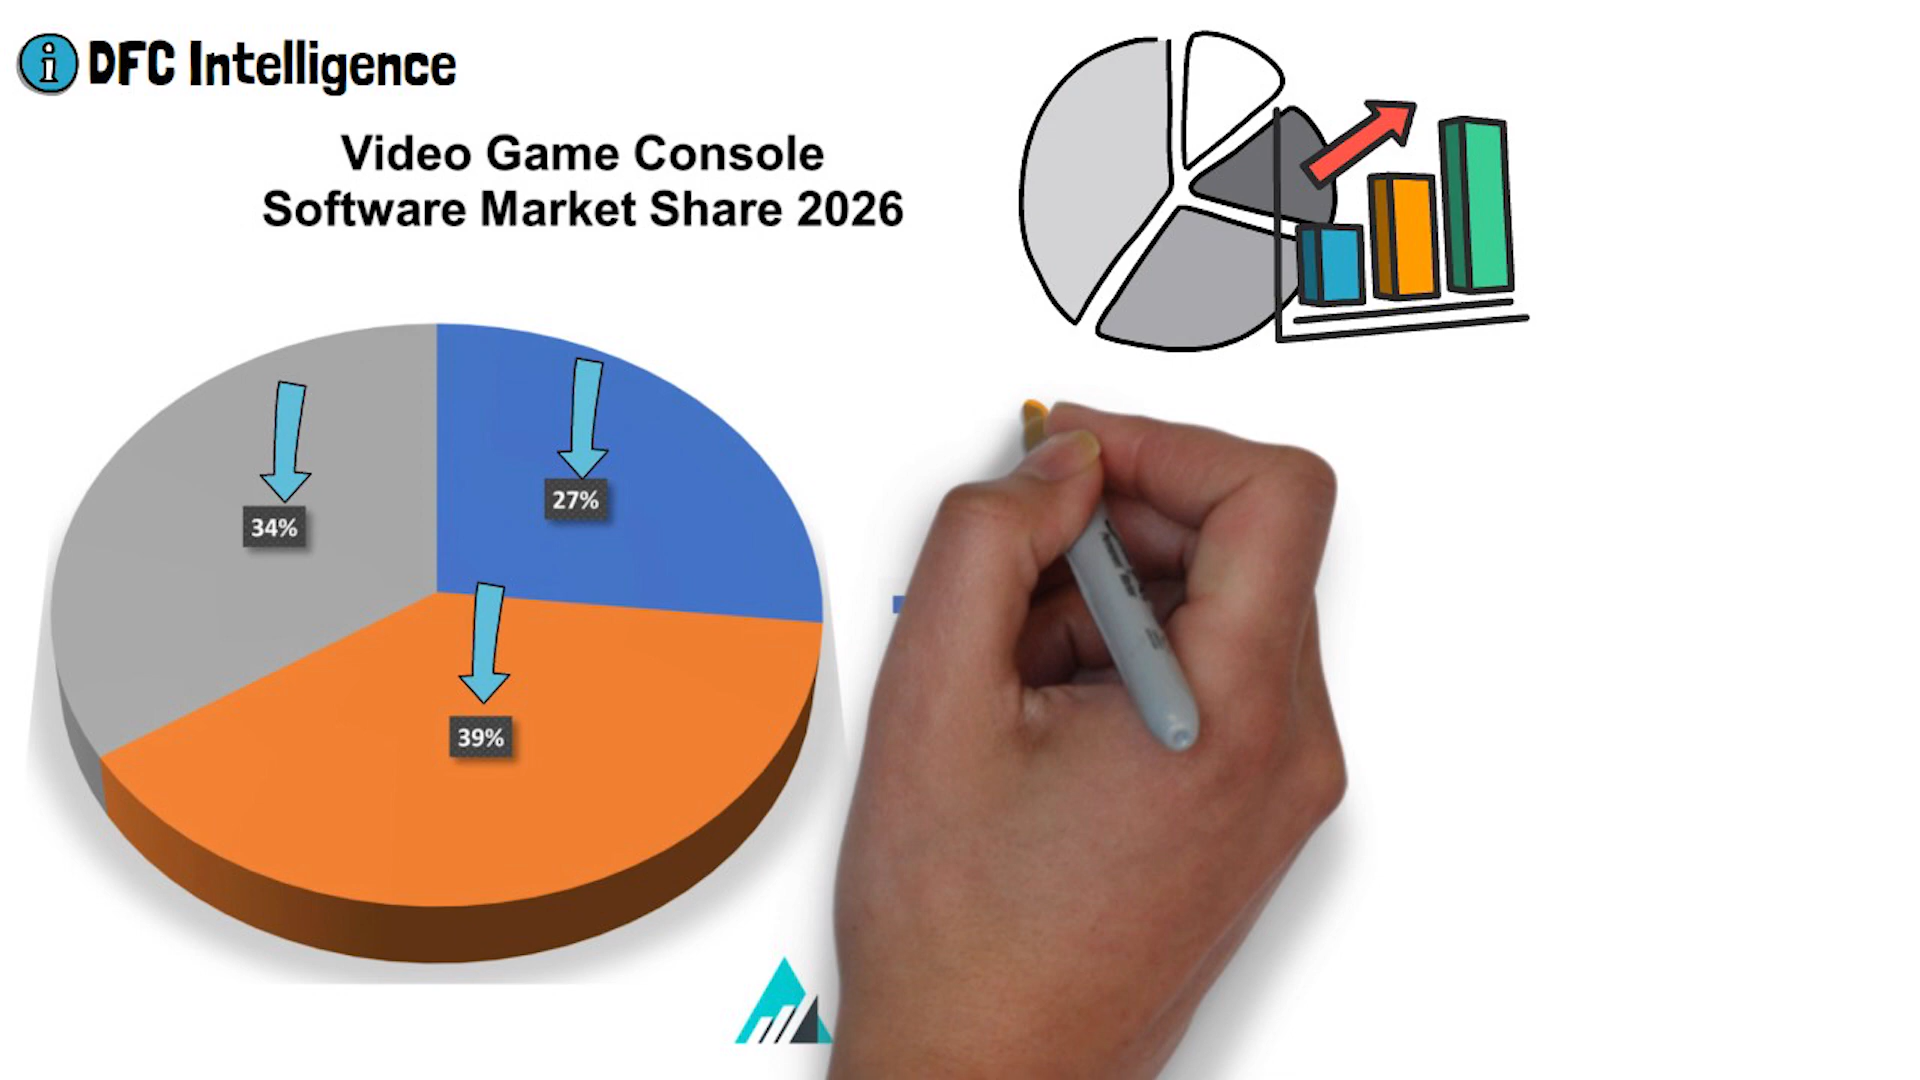 i DFC Intelligence
Video Game Console
Software Market Share 2026
27%
34%
39%